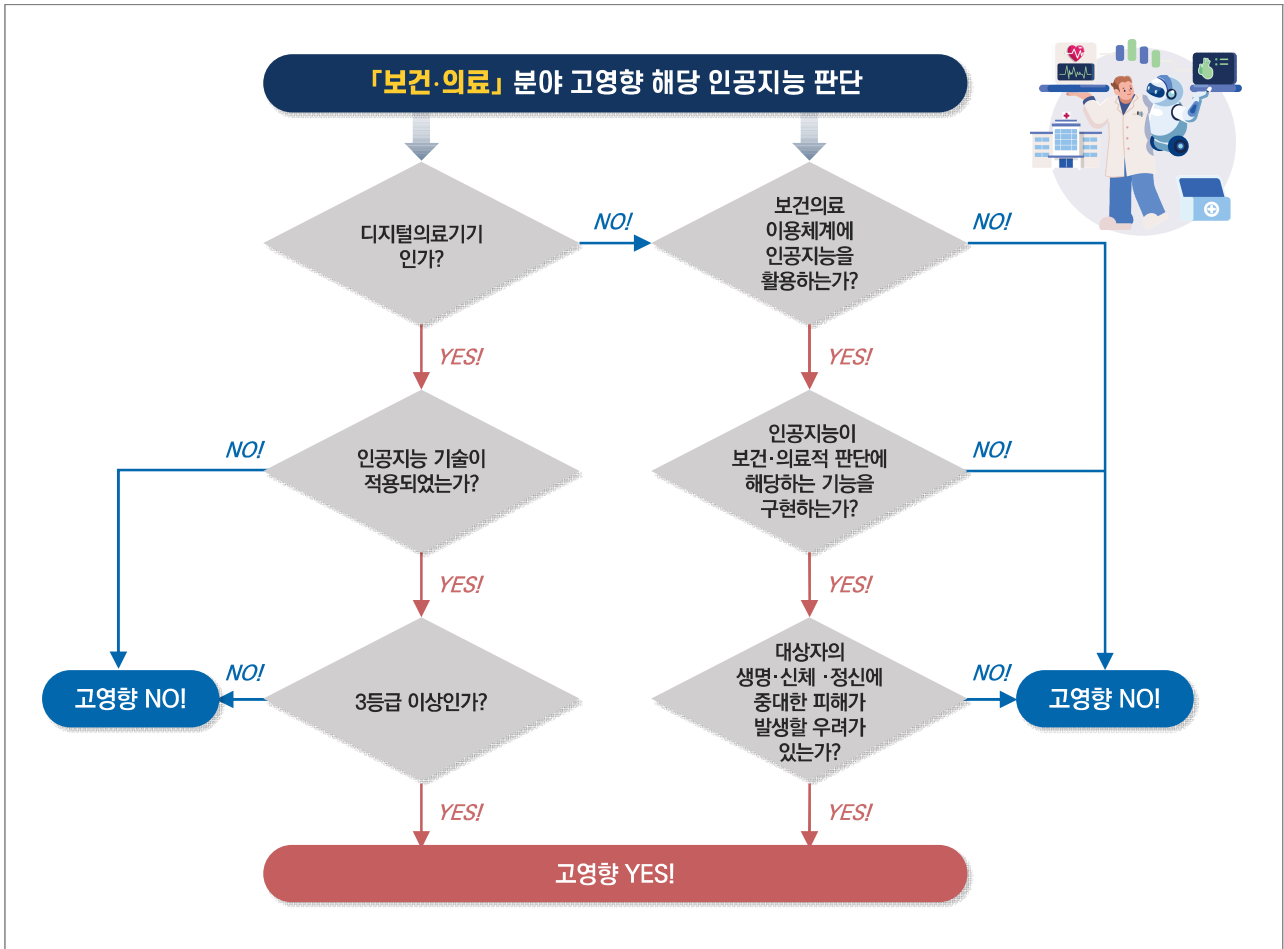 「보건·의료」 분야 고영향 해당 인공지능 판단
디지털의료기기
인가?
NO!
보건의료
이용체계에
인공지능을
활용하는가?
NO!
YES!
YES!
NO!
인공지능 기술이
적용되었는가?
인공지능이
보건·의료적 판단에
해당하는 기능을
구현하는가?
NO!
YES!
YES!
고영향 NO!
NO!
3등급 이상인가?
대상자의
생명·신체 ·정신에
중대한 피해가
발생할 우려가
있는가?
NO!
고영향 NO!
YES!
YES!
고영향 YES!